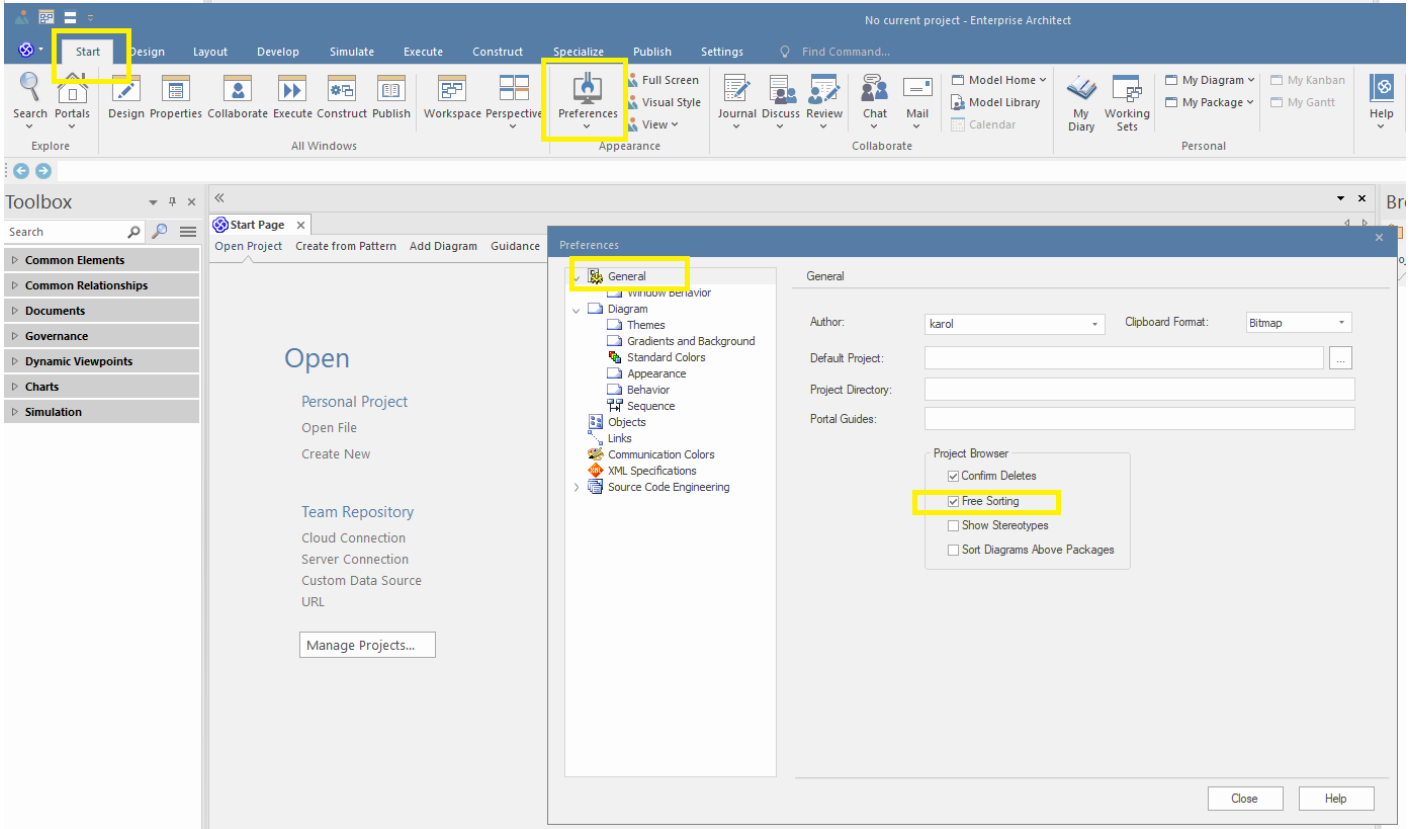 No current project - Enterprise Architect
Start Design Layout Develop Simulate Execute Construct Specialize Publish Settings Find Command...
Search Portals Design Properties Collaborate Execute Construct Publish Workspace Perspective Preferences
Full Screen
Visual Style
View
Journal Discuss Review Chat Mail
Model Home
Model Library
Calendar
My Diary
Working Sets
My Diagram
My Package
My Kanban
My Gantt
Help
Explore All Windows Appearance Collaborate Personal
Toolbox
Search
Common Elements
Common Relationships
Documents
Governance
Dynamic Viewpoints
Charts
Simulation
Start Page
Open Project Create from Pattern Add Diagram Guidance
Open
Personal Project
Open File
Create New
Team Repository
Cloud Connection
Server Connection
Custom Data Source
URL
Manage Projects...
Preferences
General
Window Behavior
Diagram
Themes
Gradients and Background
Standard Colors
Appearance
Behavior
Sequence
Objects
Links
Communication Colors
XML Specifications
Source Code Engineering
General
Author: karol Clipboard Format: Bitmap
Default Project: ...
Project Directory:
Portal Guides:
Project Browser
Confirm Deletes
Free Sorting
Show Stereotypes
Sort Diagrams Above Packages
Close Help